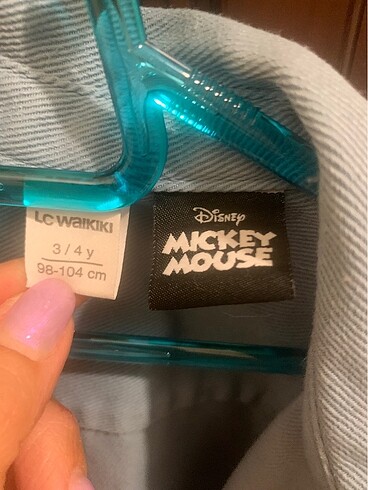 LC WAIKIKI
3 / 4 y
98-104 cm
Disney
MICKEY
MOUSE